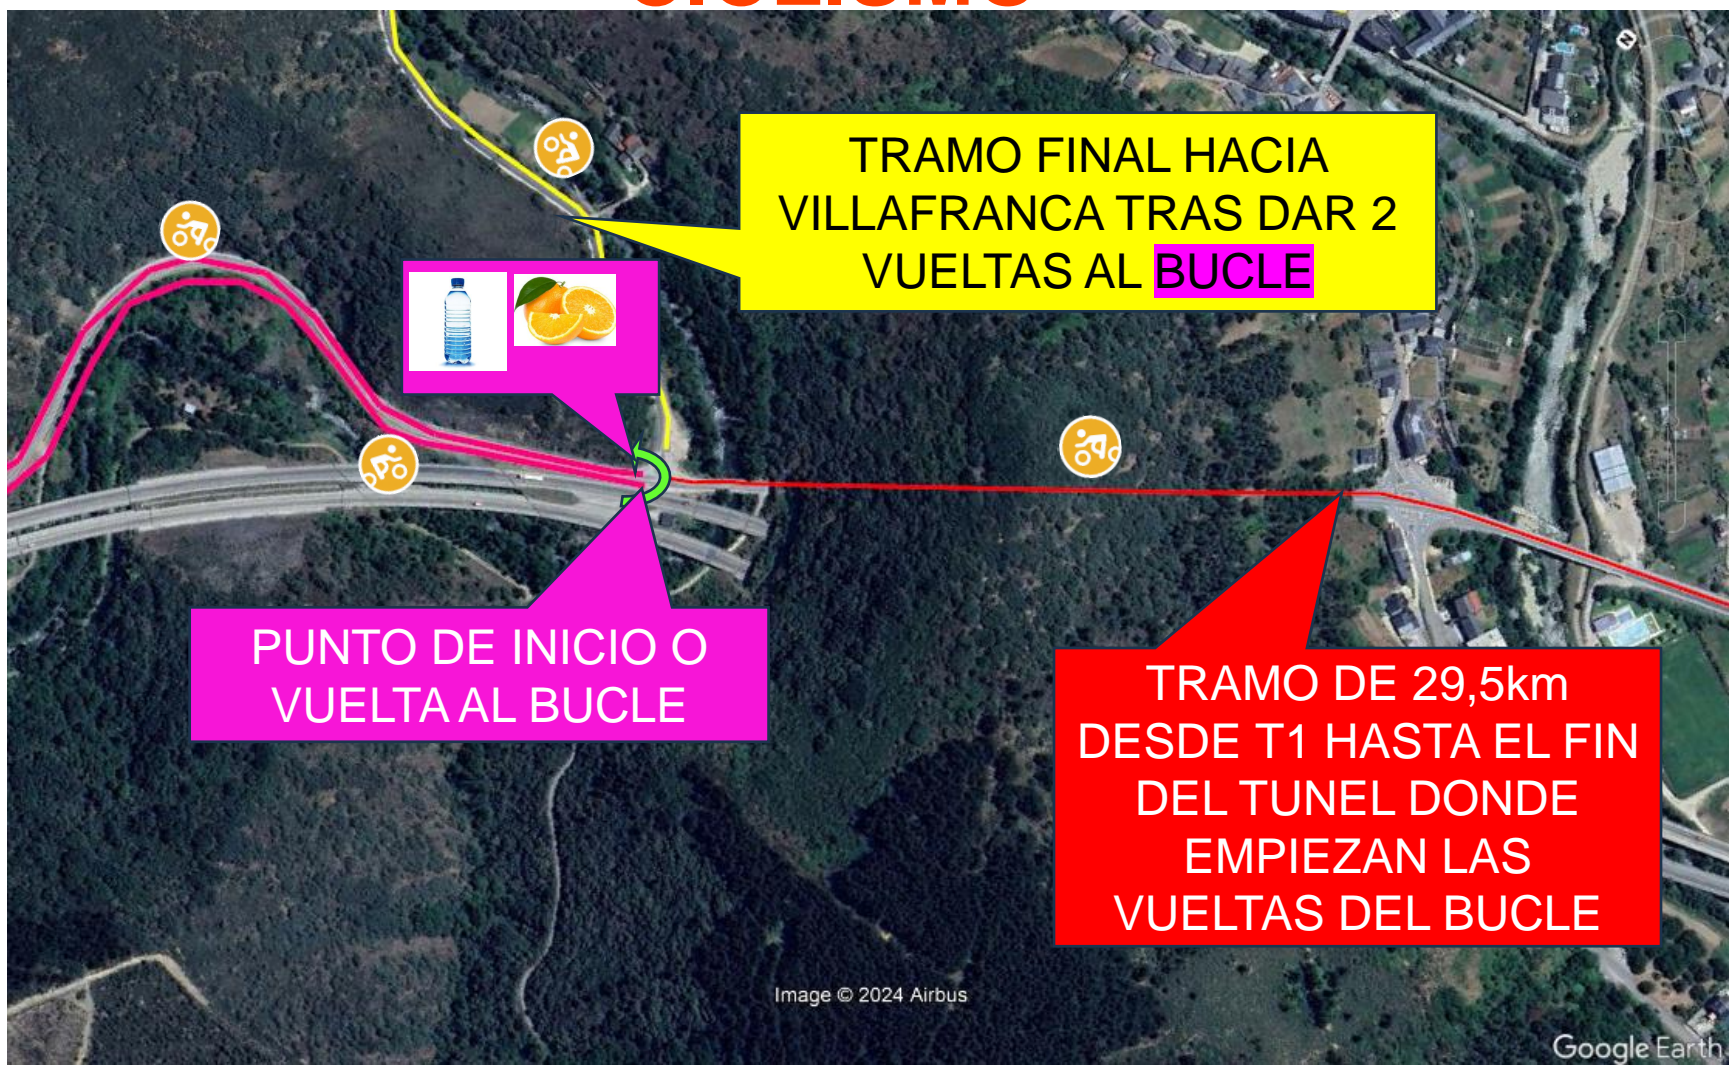 CICLISMO
TRAMO FINAL HACIA
VILLAFRANCA TRAS DAR 2
VUELTAS AL BUCLE
PUNTO DE INICIO O
VUELTA AL BUCLE
TRAMO DE 29,5km
DESDE T1 HASTA EL FIN
DEL TUNEL DONDE
EMPIEZAN LAS
VUELTAS DEL BUCLE
N
Image © 2024 Airbus
Google Earth